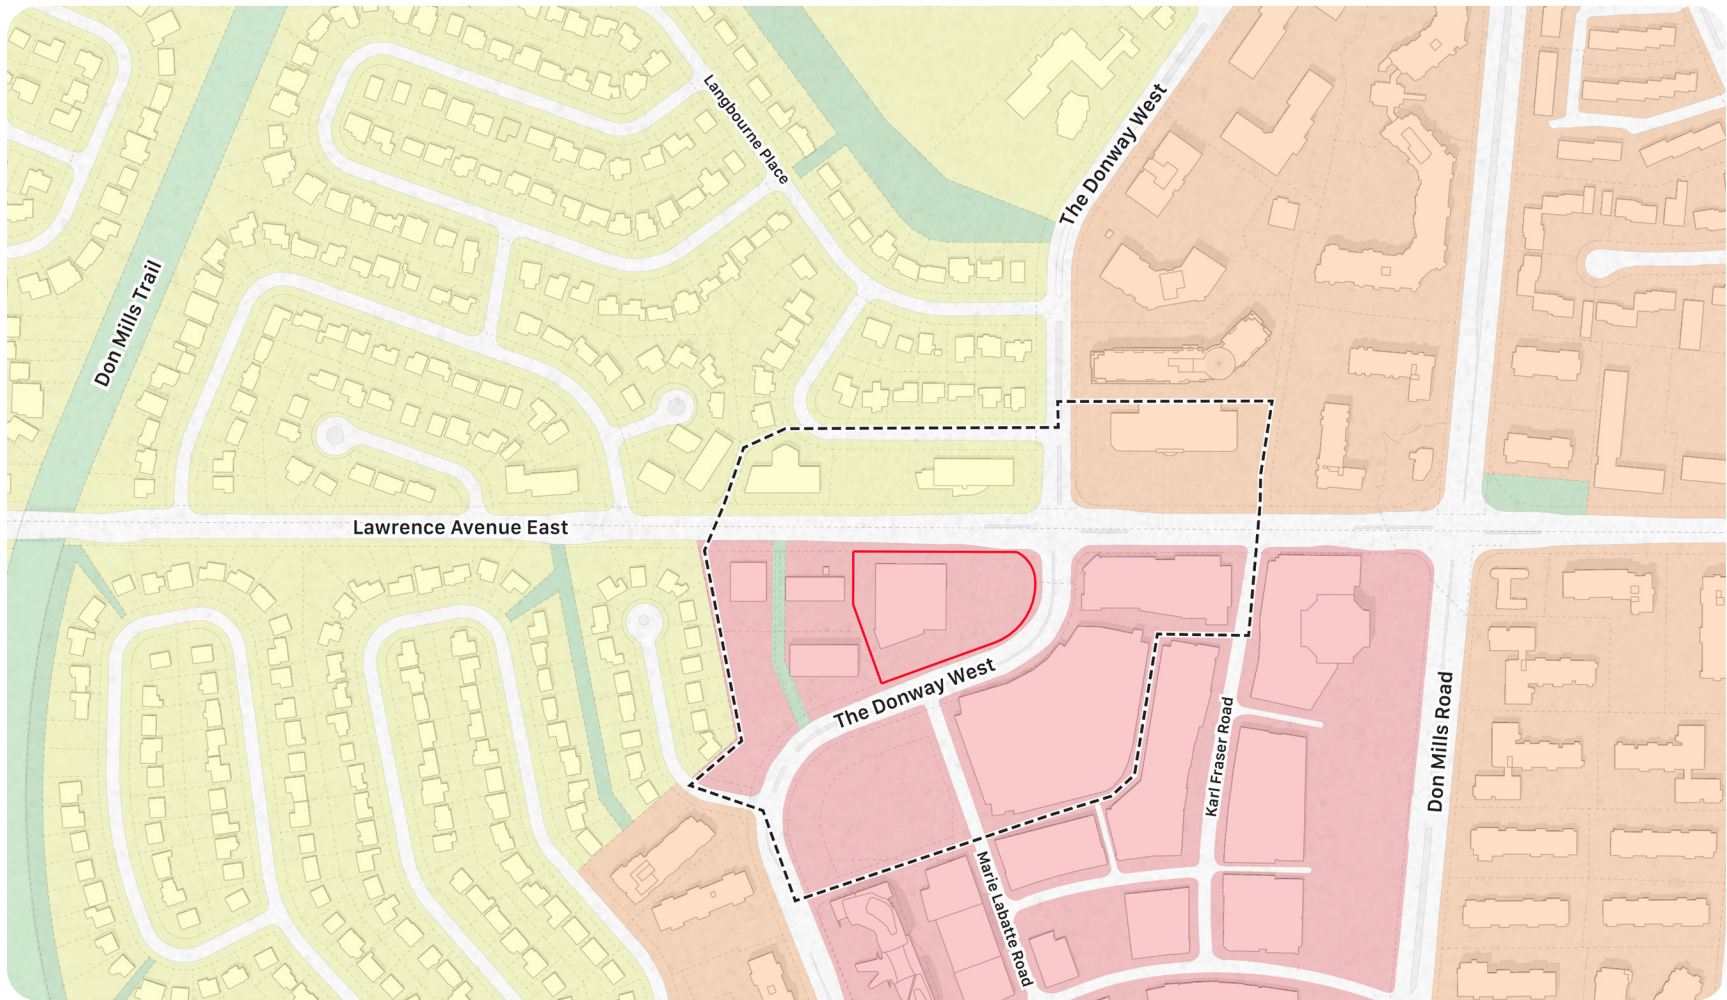 Langbourne Place
The Donway West
Don Mills Trail
Lawrence Avenue East
The Donway West
Karl Fraser Road
Don Mills Road
Marie Labatte Road